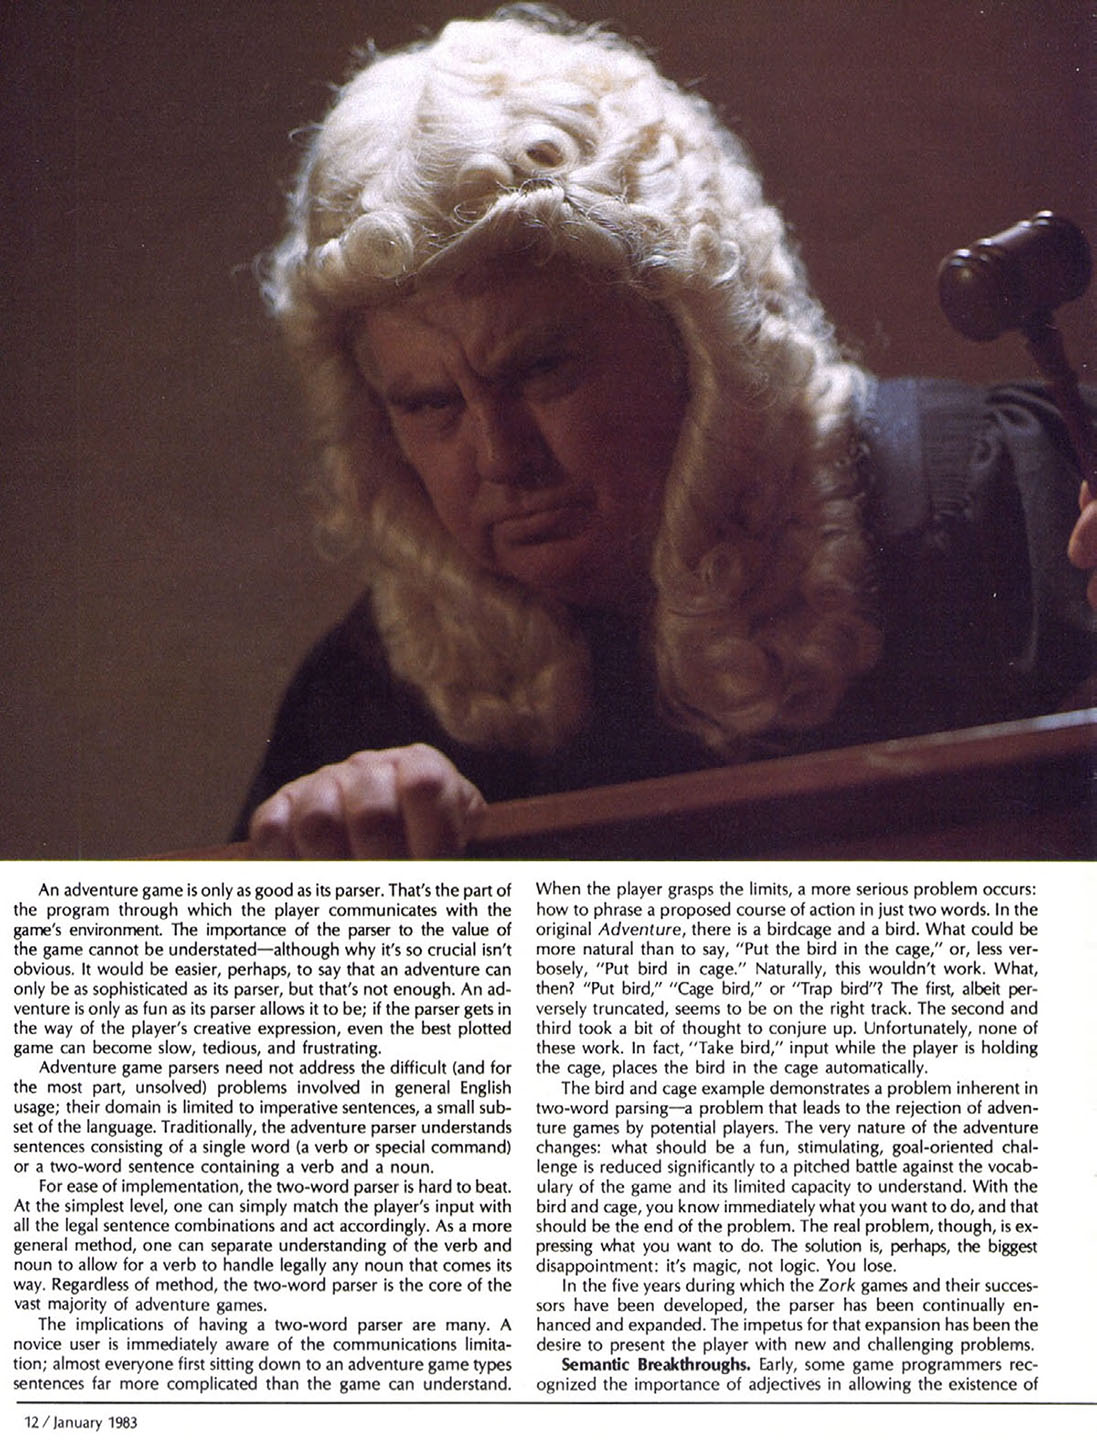 An adventure game is only as good as its parser. That's the part of
the program through which the player communicates with the
game's environment. The importance of the parser to the value of
the game cannot be understated—although why it's so crucial isn't
obvious. It would be easier, perhaps, to say that an adventure can
only be as sophisticated as its parser, but that's not enough. An ad-
venture is only as fun as its parser allows it to be; if the parser gets in
the way of the player's creative expression, even the best plotted
game can become slow, tedious, and frustrating.
Adventure game parsers need not address the difficult (and for
the most part, unsolved) problems involved in general English
usage; their domain is limited to imperative sentences, a small sub-
set of the language. Traditionally, the adventure parser understands
sentences consisting of a single word (a verb or special command)
or a two-word sentence containing a verb and a noun.
For ease of implementation, the two-word parser is hard to beat.
At the simplest level, one can simply match the player's input with
all the legal sentence combinations and act accordingly. As a more
general method, one can separate understanding of the verb and
noun to allow for a verb to handle legally any noun that comes its
way. Regardless of method, the two-word parser is the core of the
vast majority of adventure games.
The implications of having a two-word parser are many. A
novice user is immediately aware of the communications limita-
tion; almost everyone first sitting down to an adventure game types
sentences far more complicated than the game can understand.
When the player grasps the limits, a more serious problem occurs:
how to phrase a proposed course of action in just two words. In the
original Adventure, there is a birdcage and a bird. What could be
more natural than to say, "Put the bird in the cage," or, less ver-
bosely, "Put bird in cage." Naturally, this wouldn't work. What,
then? "Put bird," "Cage bird," or "Trap bird"? The first, albeit per-
versely truncated, seems to be on the right track. The second and
third took a bit of thought to conjure up. Unfortunately, none of
these work. In fact, "Take bird," input while the player is holding
the cage, places the bird in the cage automatically.
The bird and cage example demonstrates a problem inherent in
two-word parsing—a problem that leads to the rejection of adven-
ture games by potential players. The very nature of the adventure
changes: what should be a fun, stimulating, goal-oriented chal-
lenge is reduced significantly to a pitched battle against the vocab-
ulary of the game and its limited capacity to understand. With the
bird and cage, you know immediately what you want to do, and that
should be the end of the problem. The real problem, though, is ex-
pressing what you want to do. The solution is, perhaps, the biggest
disappointment: it's magic, not logic. You lose.
In the five years during which the Zork games and their succes-
sors have been developed, the parser has been continually en-
hanced and expanded. The impetus for that expansion has been the
desire to present the player with new and challenging problems.
Semantic Breakthroughs. Early, some game programmers rec-
ognized the importance of adjectives in allowing the existence of
12 / January 1983